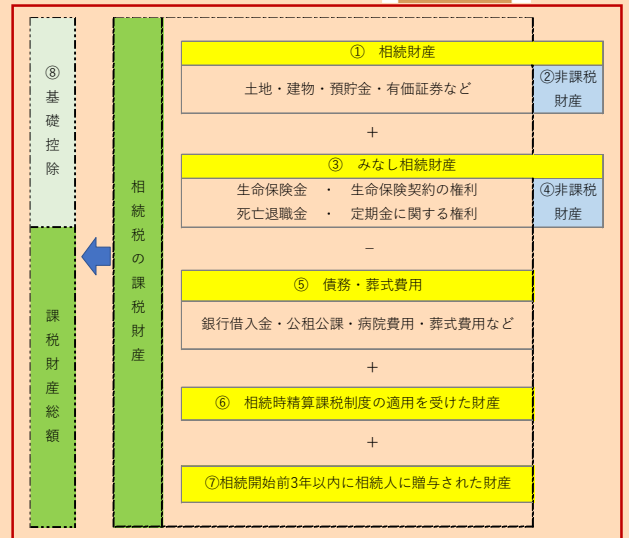 ⑧基礎控除
課税財産総額
相続税の課税財産
① 相続財産
土地・建物・預貯金・有価証券など
②非課税
財産
+
③ みなし相続財産
生命保険金 ・ 生命保険契約の権利
死亡退職金 ・ 定期金に関する権利
④非課税
財産
−
⑤ 債務・葬式費用
銀行借入金・公租公課・病院費用・葬式費用など
+
⑥ 相続時精算課税制度の適用を受けた財産
+
⑦相続開始前3年以内に相続人に贈与された財産